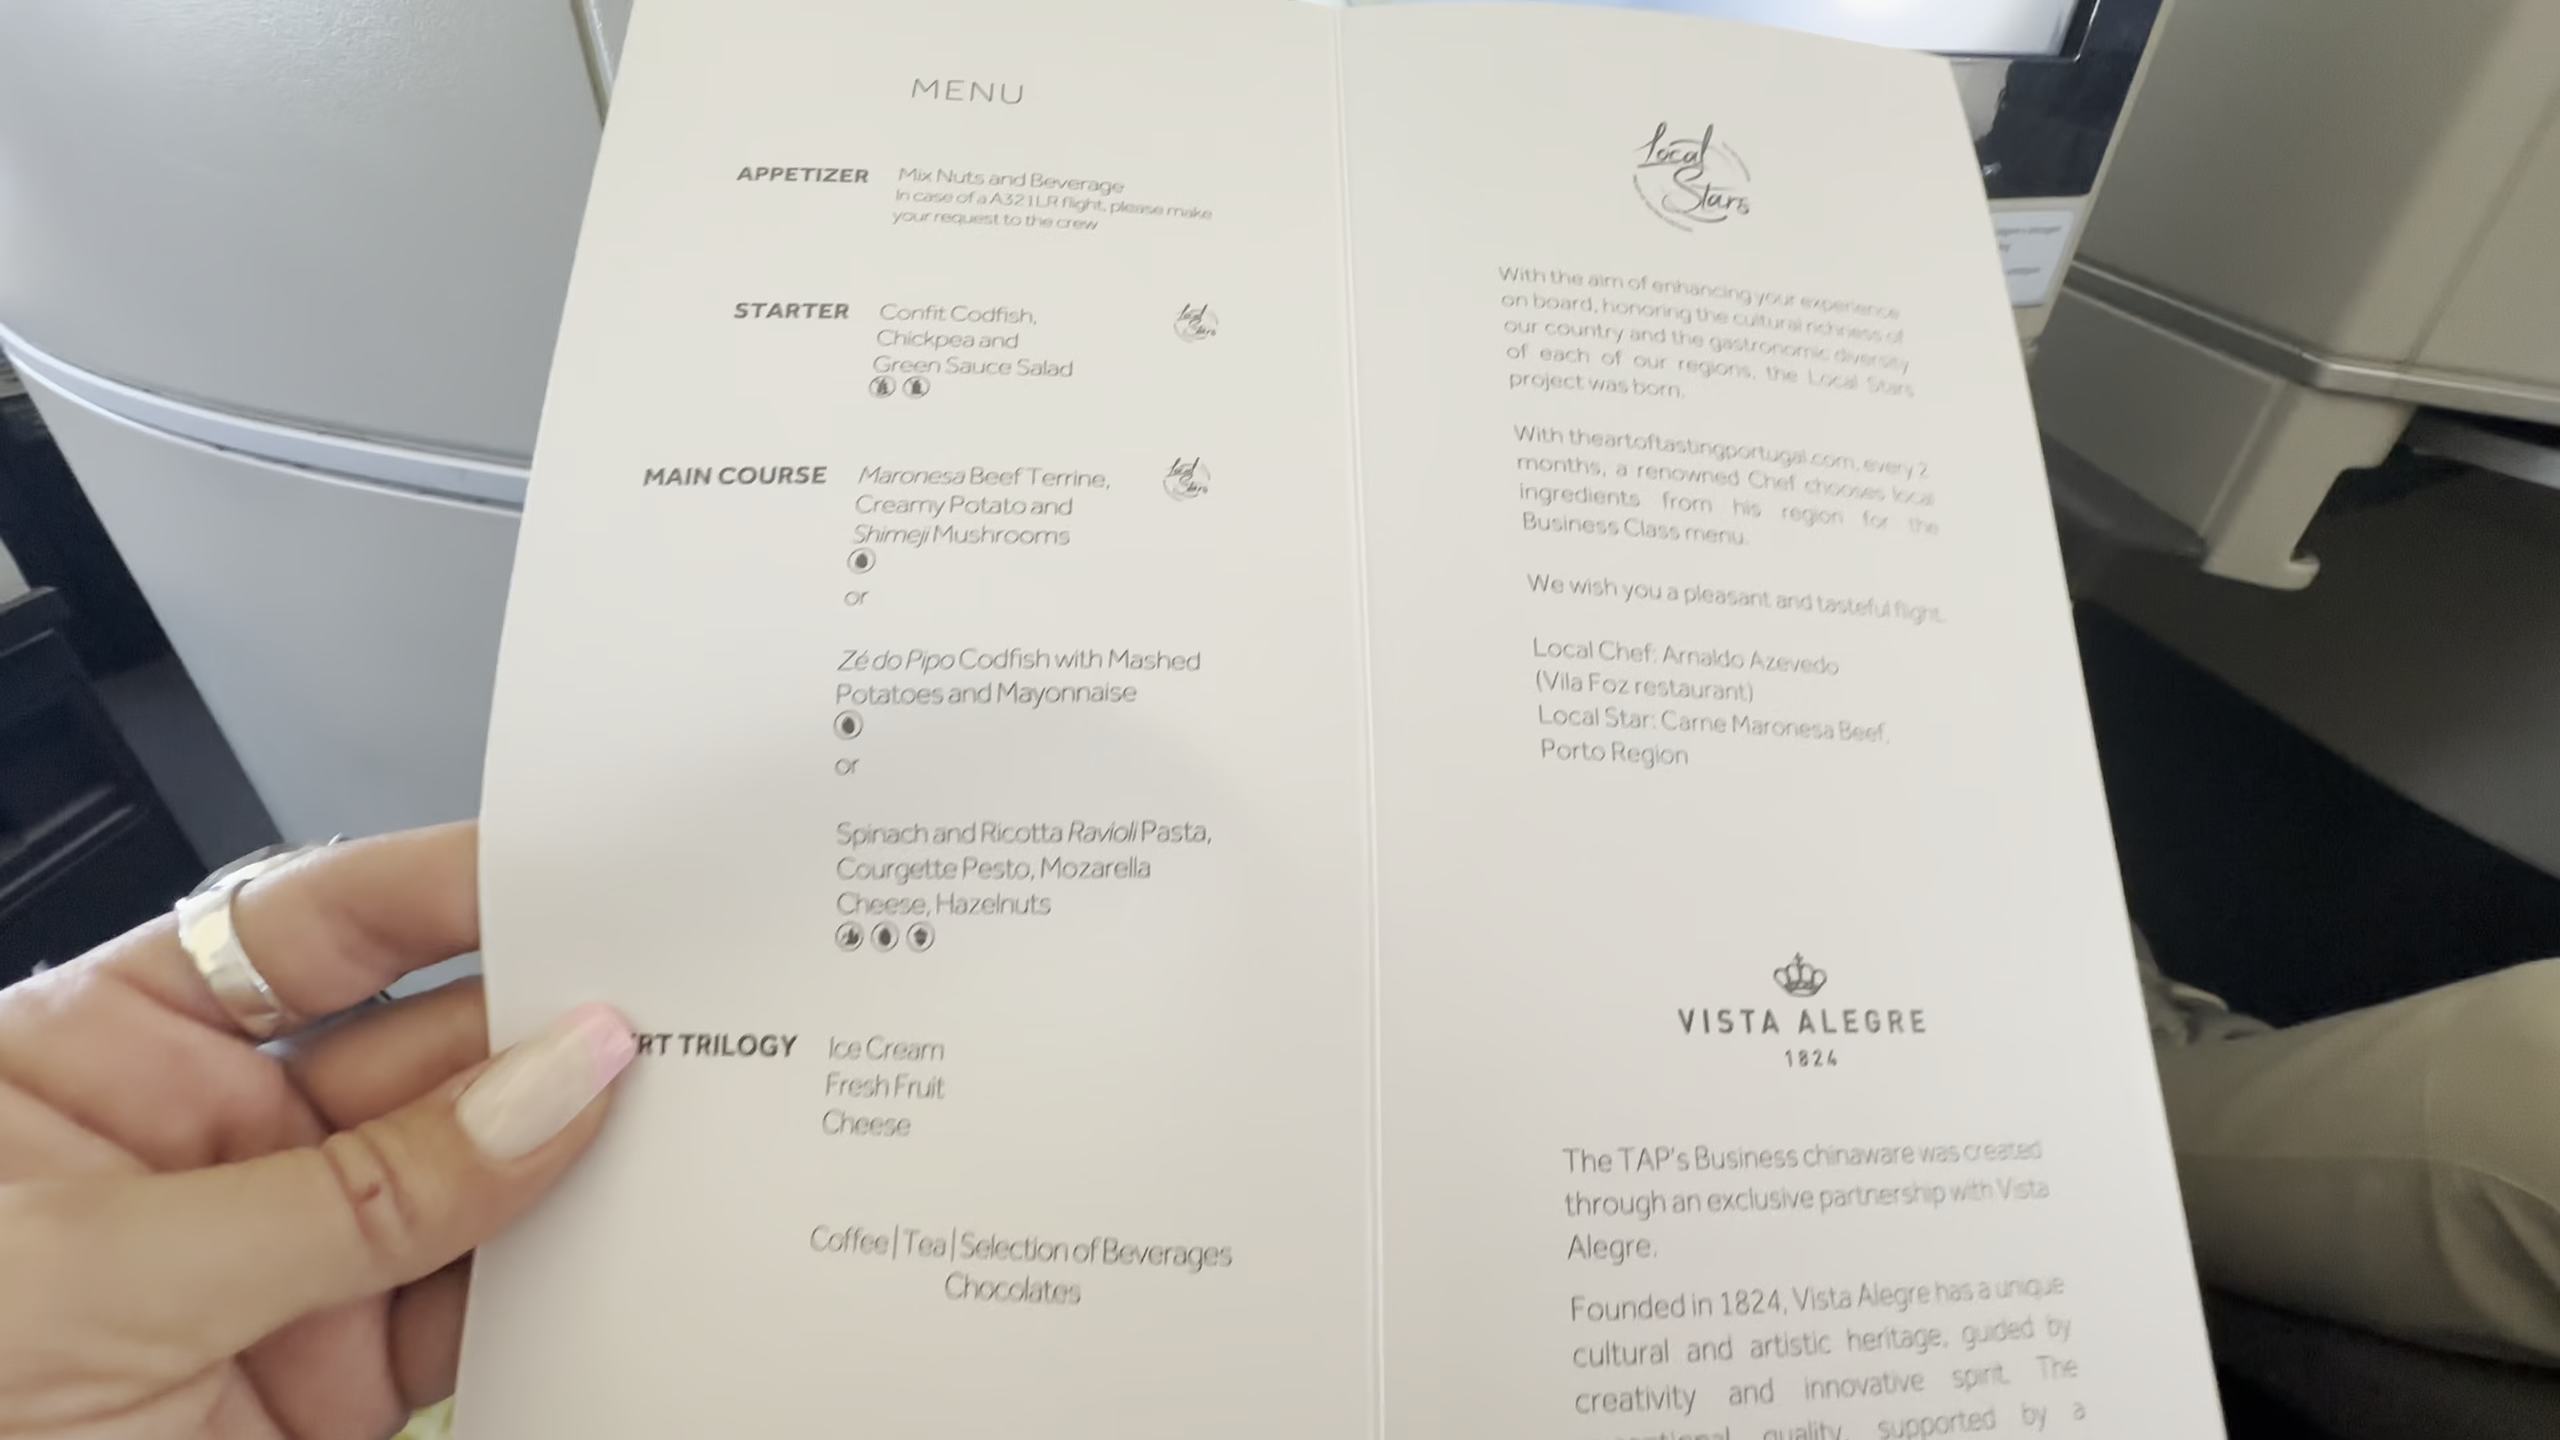 MENU
APPETIZER
Mix Nuts and Beverage
In case of a A321LR flight, please make
your request to the crew
STARTER
Confit Codfish,
Chickpea and
Green Sauce Salad
Local Stars
MAIN COURSE
Maronesa Beef Terrine,
Creamy Potato and
Shimeji Mushrooms
Local Stars
or
Zé do Pipo Codfish with Mashed
Potatoes and Mayonnaise
or
Spinach and Ricotta Ravioli Pasta,
Courgette Pesto, Mozarella
Cheese, Hazelnuts
RT TRILOGY
Ice Cream
Fresh Fruit
Cheese
Coffee | Tea | Selection of Beverages
Chocolates
Local
Stars
With the aim of enhancing your experience
on board, honoring the cultural richness of
our country and the gastronomic diversity
of each of our regions, the Local Stars
project was born.
With theartoftastingportugal.com, every 2
months, a renowned Chef chooses local
ingredients from his region for the
Business Class menu.
We wish you a pleasant and tasteful flight.
Local Chef: Arnaldo Azevedo
(Vila Foz restaurant)
Local Star: Carne Maronesa Beef,
Porto Region
VISTA ALEGRE
1824
The TAP's Business chinaware was created
through an exclusive partnership with Vista
Alegre.
Founded in 1824, Vista Alegre has a unique
cultural and artistic heritage, guided by
creativity and innovative spirit. The
quality, supported by a